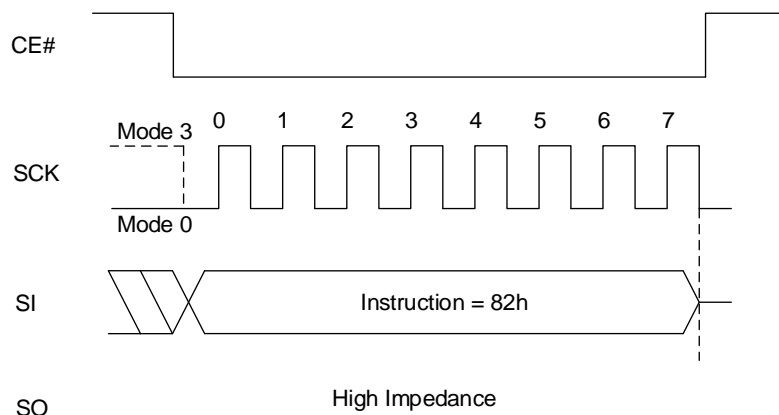 CE#
0 1 2 3 4 5 6 7
Mode 3
SCK
Mode 0
SI
Instruction = 82h
High Impedance
SO